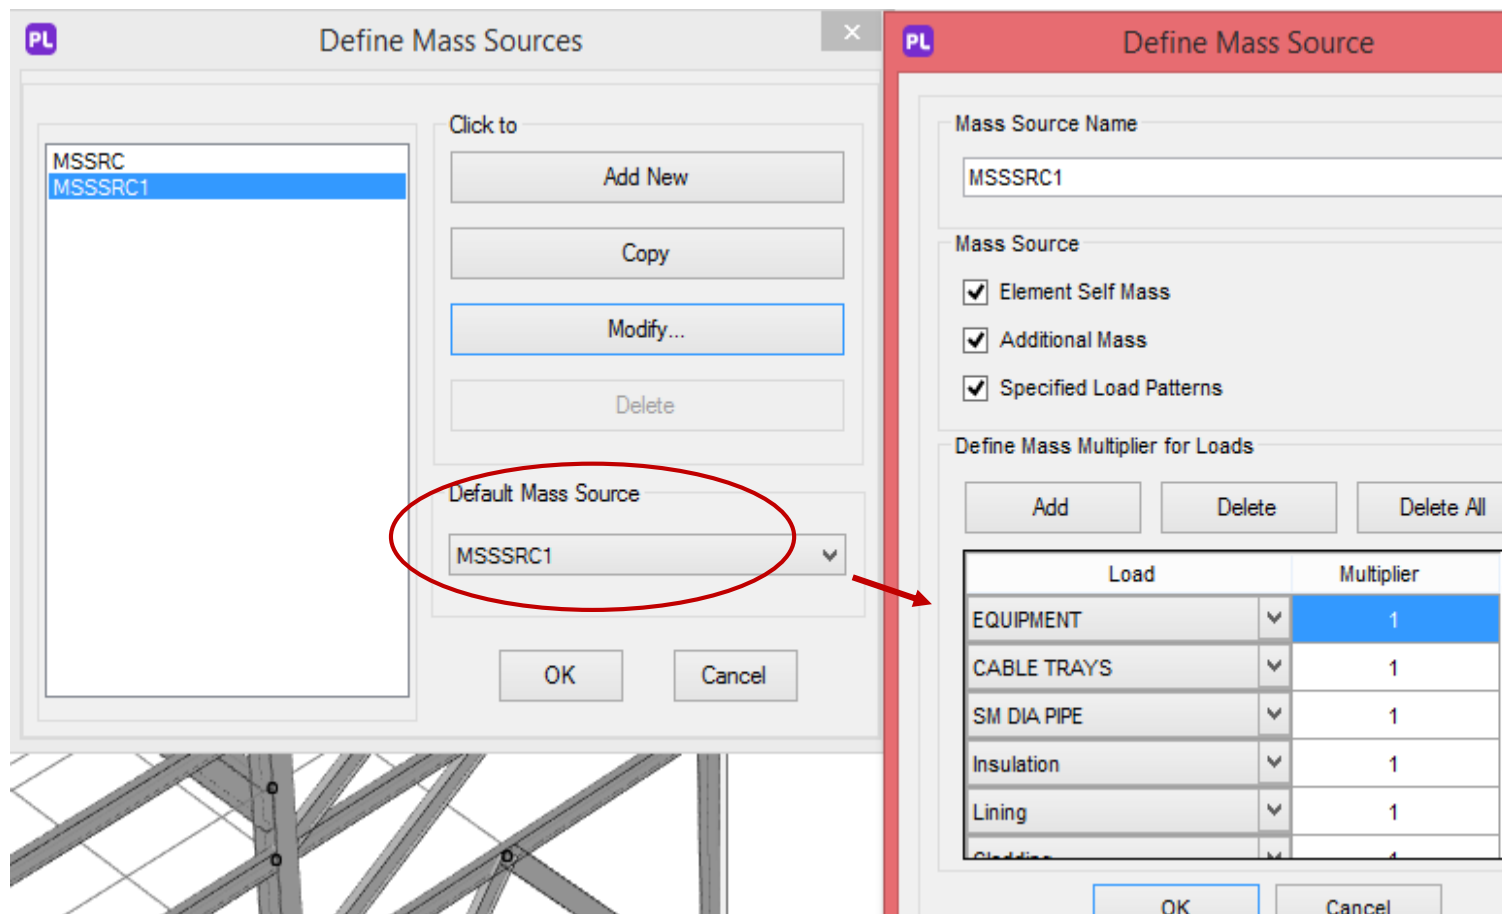 PL
Define Mass Sources
MSSRC
MSSSRC1
Click to
Add New
Copy
Modify...
Delete
Default Mass Source
MSSSRC1
OK
Cancel
PL
Define Mass Source
Mass Source Name
MSSSRC1
Mass Source
Element Self Mass
Additional Mass
Specified Load Patterns
Define Mass Multiplier for Loads
Add Delete Delete All
Load Multiplier
EQUIPMENT 1
CABLE TRAYS 1
SM DIA PIPE 1
Insulation 1
Lining 1
Cladding 1
OK Cancel